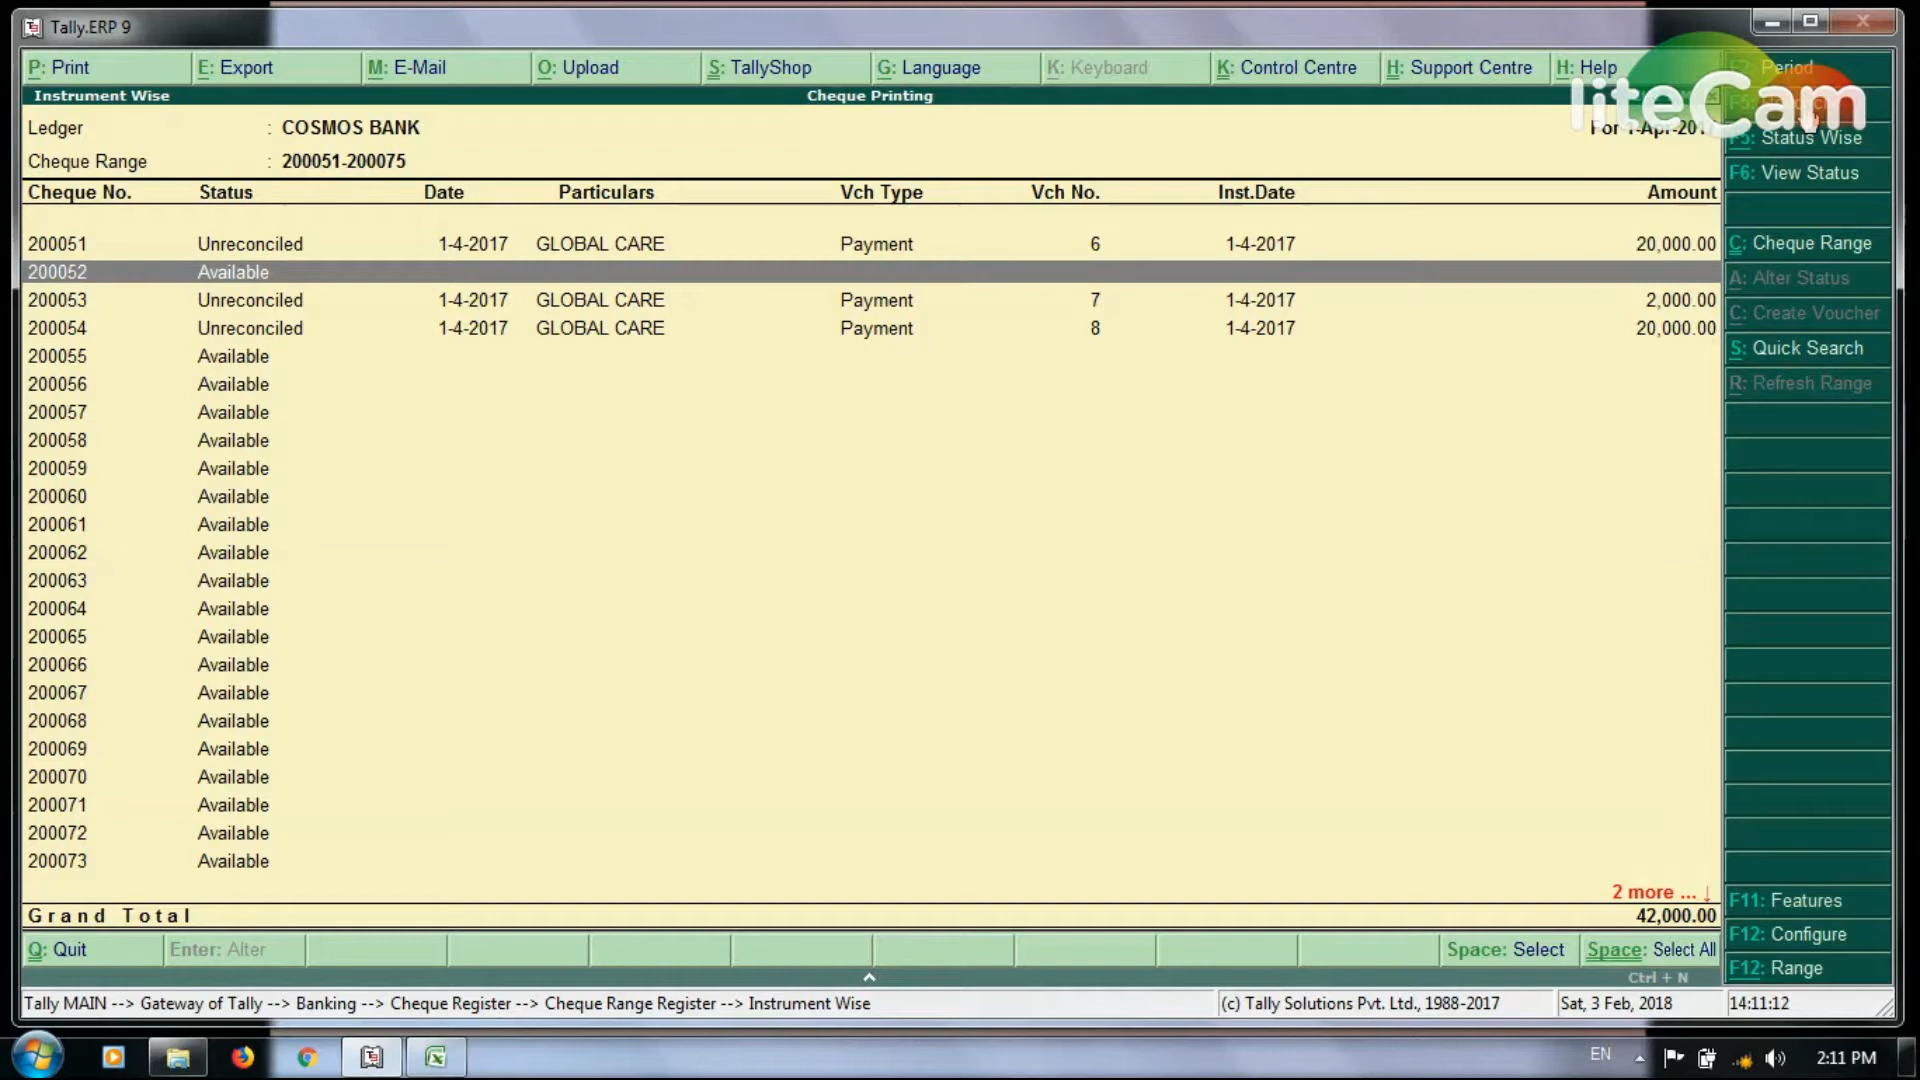 Tally.ERP 9
P: Print E: Export M: E-Mail O: Upload S: TallyShop G: Language K: Keyboard K: Control Centre H: Support Centre H: Help
Instrument Wise Cheque Printing
Ledger : COSMOS BANK For 1-Apr-2017
Cheque Range : 200051-200075
Cheque No. Status Date Particulars Vch Type Vch No. Inst.Date Amount
200051 Unreconciled 1-4-2017 GLOBAL CARE Payment 6 1-4-2017 20,000.00
200052 Available
200053 Unreconciled 1-4-2017 GLOBAL CARE Payment 7 1-4-2017 2,000.00
200054 Unreconciled 1-4-2017 GLOBAL CARE Payment 8 1-4-2017 20,000.00
200055 Available
200056 Available
200057 Available
200058 Available
200059 Available
200060 Available
200061 Available
200062 Available
200063 Available
200064 Available
200065 Available
200066 Available
200067 Available
200068 Available
200069 Available
200070 Available
200071 Available
200072 Available
200073 Available
2 more ... ↓
Grand Total 42,000.00
Period
liteCam
F5: Status Wise
F6: View Status
C: Cheque Range
A: Alter Status
C: Create Voucher
S: Quick Search
R: Refresh Range
F11: Features
F12: Configure
F12: Range
Q: Quit Enter: Alter Space: Select Space: Select All
Ctrl + N
Tally MAIN --> Gateway of Tally --> Banking --> Cheque Register --> Cheque Range Register --> Instrument Wise (c) Tally Solutions Pvt. Ltd., 1988-2017 Sat, 3 Feb, 2018 14:11:12
EN 2:11 PM